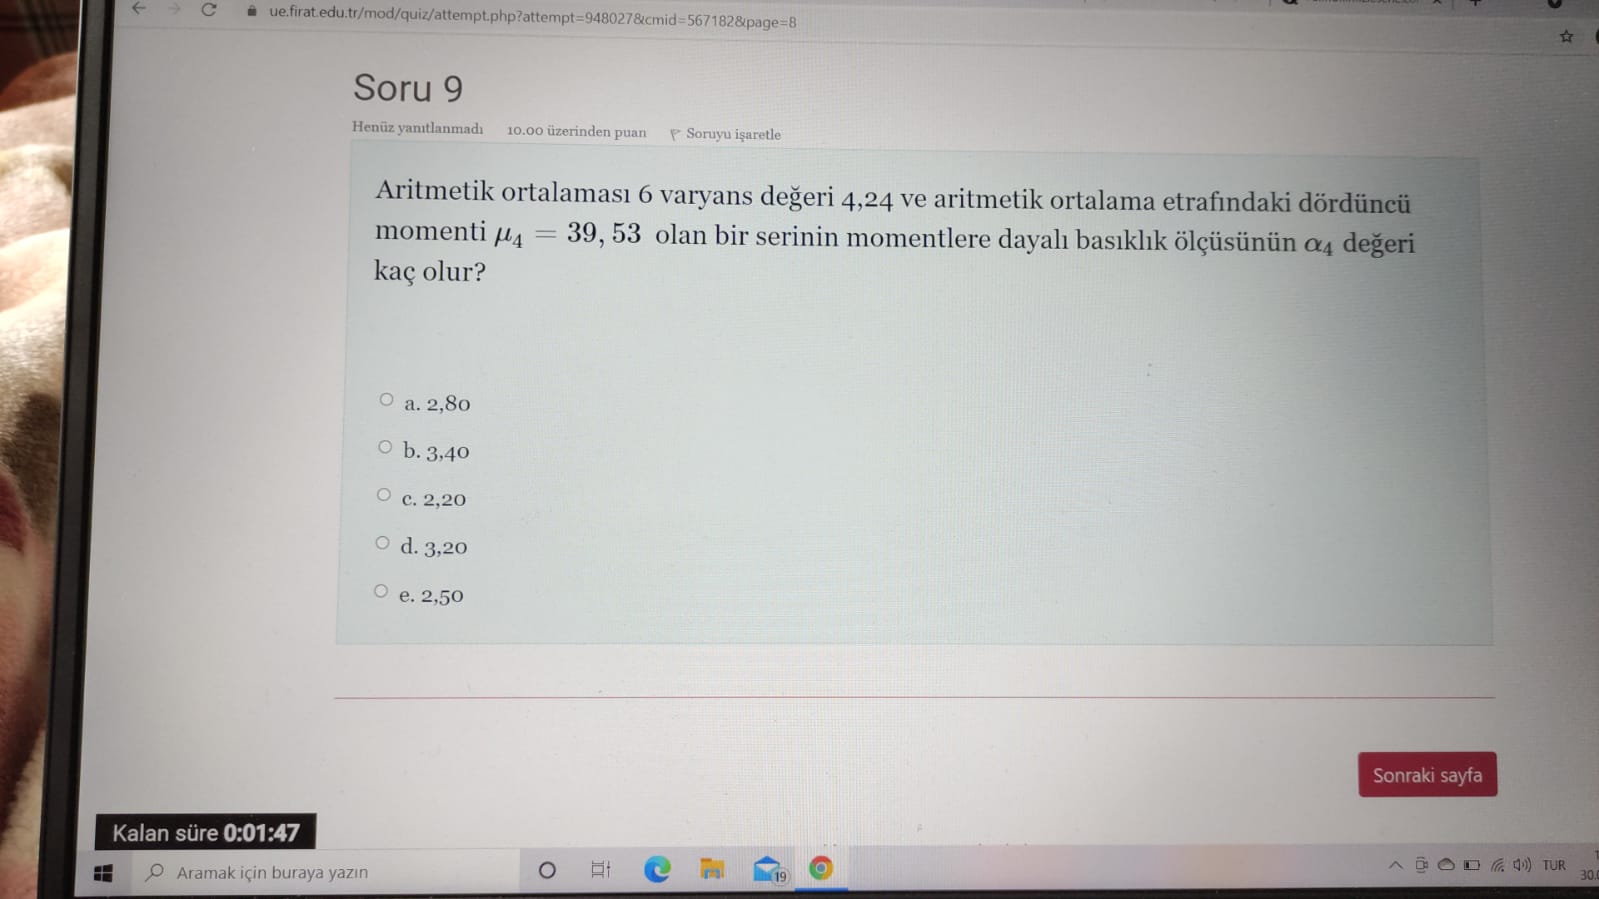 ue.firat.edu.tr/mod/quiz/attempt.php?attempt=948027&cmid=567182&page=8
Soru 9
Henüz yanıtlanmadı 10.00 üzerinden puan Soruyu işaretle
Aritmetik ortalaması 6 varyans değeri 4,24 ve aritmetik ortalama etrafındaki dördüncü
momenti μ₄ = 39, 53 olan bir serinin momentlere dayalı basıklık ölçüsünün α₄ değeri
kaç olur?
a. 2,80
b. 3,40
c. 2,20
d. 3,20
e. 2,50
Sonraki sayfa
Kalan süre 0:01:47
Aramak için buraya yazın
19
TUR
30.